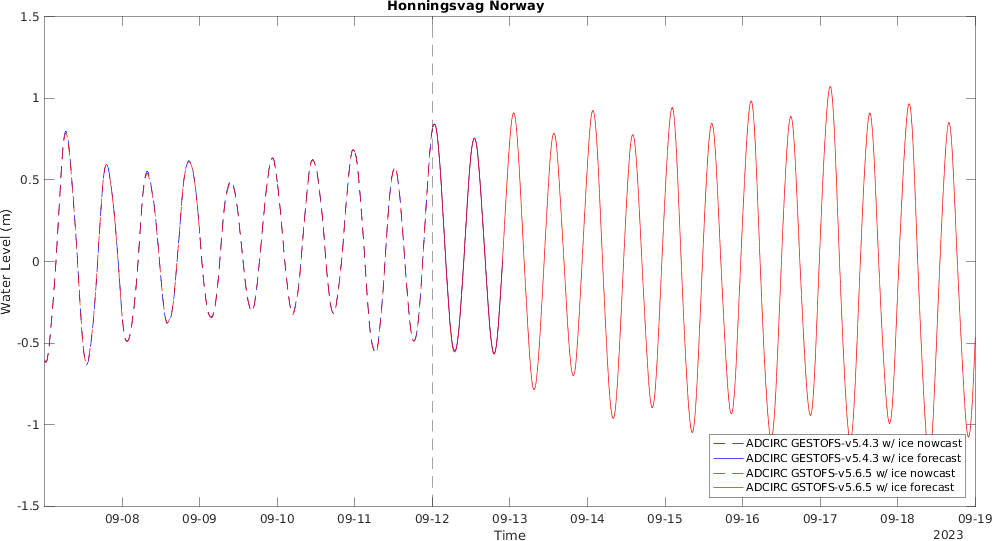 Honningsvag Norway
1.5
1
0.5
0
-0.5
-1
-1.5
Water Level (m)
ADCIRC GESTOFS-v5.4.3 w/ ice nowcast
ADCIRC GESTOFS-v5.4.3 w/ ice forecast
ADCIRC GSTOFS-v5.6.5 w/ ice nowcast
ADCIRC GSTOFS-v5.6.5 w/ ice forecast
09-08 09-09 09-10 09-11 09-12 09-13 09-14 09-15 09-16 09-17 09-18 09-19
Time
2023